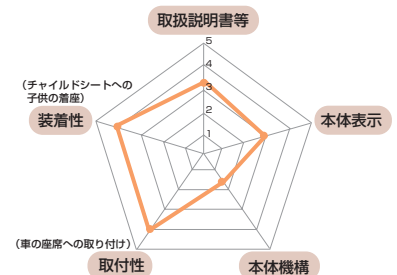 取扱説明書等
5
4
3
2
1
（チャイルドシートへの
子供の着座）
装着性
本体表示
（車の座席への取り付け）
取付性
本体機構